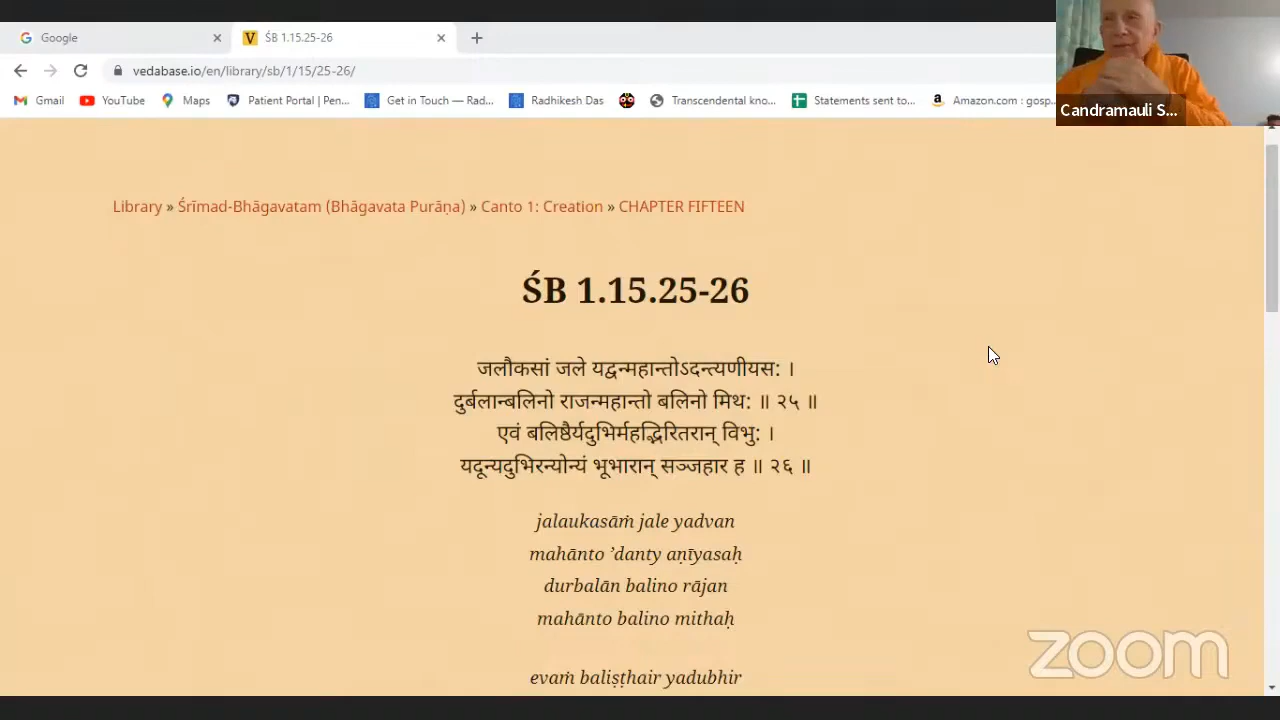 Google
ŚB 1.15.25-26
vedabase.io/en/library/sb/1/15/25-26/
Gmail YouTube Maps Patient Portal | Pen... Get in Touch — Rad... Radhikesh Das Transcendental kno... Statements sent to... Amazon.com : gosp...
Candramauli S...
Library » Śrīmad-Bhāgavatam (Bhāgavata Purāṇa) » Canto 1: Creation » CHAPTER FIFTEEN
ŚB 1.15.25-26
जलौकसां जले यद्वन्महान्तोऽदन्त्यणीयस: ।
दुर्बलान्बलिनो राजन्महान्तो बलिनो मिथ: ॥ २५ ॥
एवं बलिष्ठैर्यदुभिर्महद्भिरितरान् विभु: ।
यदून्यदुभिरन्योन्यं भूभारान् सञ्जहार ह ॥ २६ ॥
jalaukasāṁ jale yadvan
mahānto ’danty aṇīyasaḥ
durbalān balino rājan
mahānto balino mithaḥ
evaṁ baliṣṭhair yadubhir
zoom